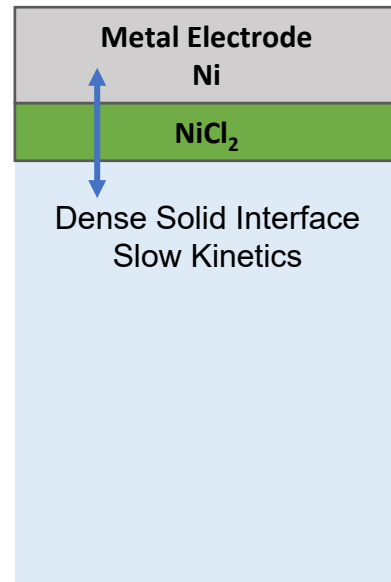 Metal Electrode
Ni
NiCl₂
Dense Solid Interface
Slow Kinetics